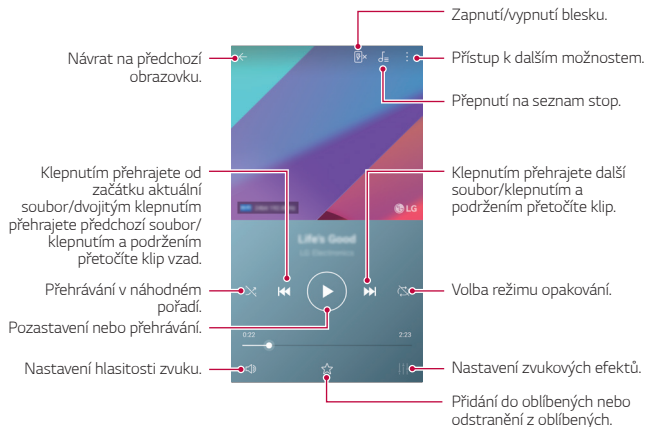 Zapnutí/vypnutí blesku.
Návrat na předchozí
obrazovku.
Přístup k dalším možnostem.
Přepnutí na seznam stop.
Klepnutím přehrajete od
začátku aktuální
soubor/dvojitým klepnutím
přehrajete předchozí soubor/
klepnutím a podržením
přetočíte klip vzad.
Klepnutím přehrajete další
soubor/klepnutím a
podržením přetočíte klip.
LG
Life's Good
LG Electronics
Přehrávání v náhodném
pořadí.
Volba režimu opakování.
Pozastavení nebo přehrávání.
0:22
2:23
Nastavení hlasitosti zvuku.
Nastavení zvukových efektů.
Přidání do oblíbených nebo
odstranění z oblíbených.